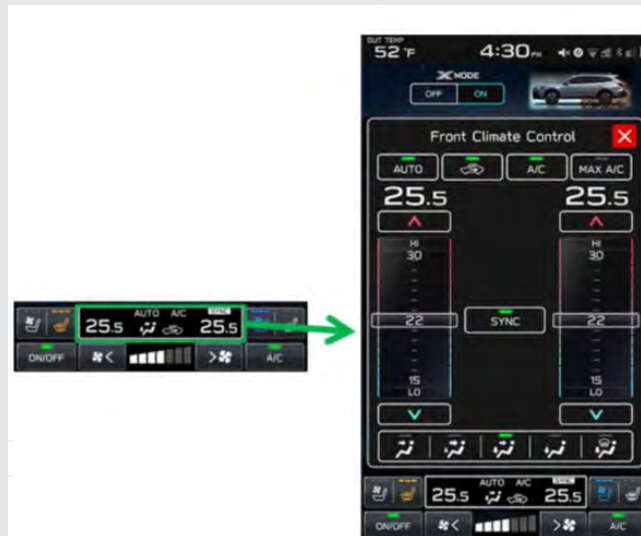 AUTO A/C SYNC
25.5 25.5
ON/OFF A/C
OUT TEMP
52 °F 4:30 PM
X MODE
OFF ON
Front Climate Control
AUTO A/C MAX A/C
25.5 25.5
HI HI
30 30
22 SYNC 22
15 15
LO LO
AUTO A/C SYNC
25.5 25.5
ON/OFF A/C